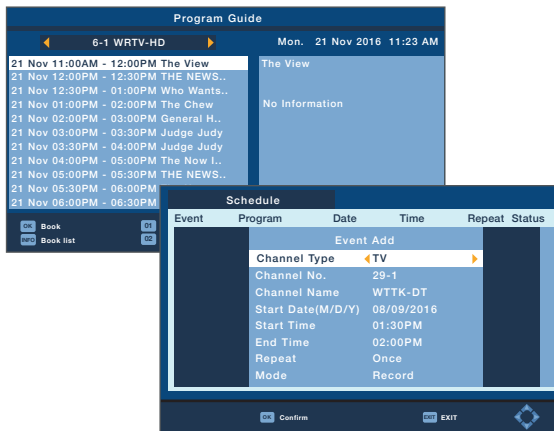 Program Guide
6-1 WRTV-HD
Mon. 21 Nov 2016 11:23 AM
21 Nov 11:00AM - 12:00PM The View
21 Nov 12:00PM - 12:30PM THE NEWS..
21 Nov 12:30PM - 01:00PM Who Wants..
21 Nov 01:00PM - 02:00PM The Chew
21 Nov 02:00PM - 03:00PM General H..
21 Nov 03:00PM - 03:30PM Judge Judy
21 Nov 03:30PM - 04:00PM Judge Judy
21 Nov 04:00PM - 05:00PM The Now I..
21 Nov 05:00PM - 05:30PM THE NEWS..
21 Nov 05:30PM - 06:00PM
21 Nov 06:00PM - 06:30PM
The View
No Information
OK Book 01
INFO Book list 02
Schedule
Event Program Date Time Repeat Status
Event Add
Channel Type TV
Channel No. 29-1
Channel Name WTTK-DT
Start Date(M/D/Y) 08/09/2016
Start Time 01:30PM
End Time 02:00PM
Repeat Once
Mode Record
OK Confirm EXIT EXIT